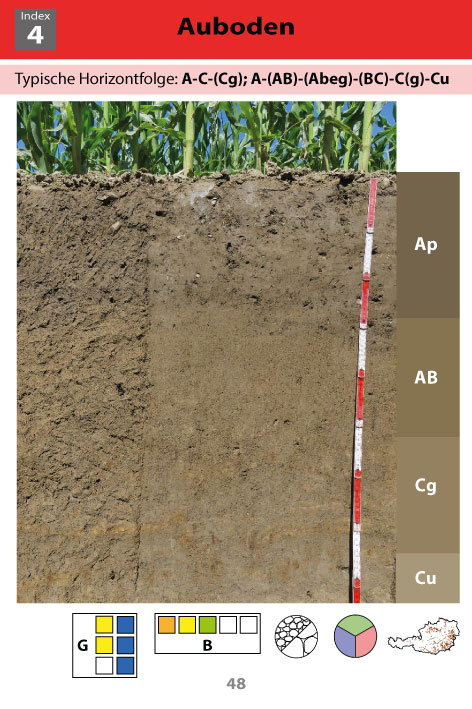 Index
4
Auboden
Typische Horizontfolge: A-C-(Cg); A-(AB)-(Abeg)-(BC)-C(g)-Cu
Ap
AB
Cg
Cu
G
B
48